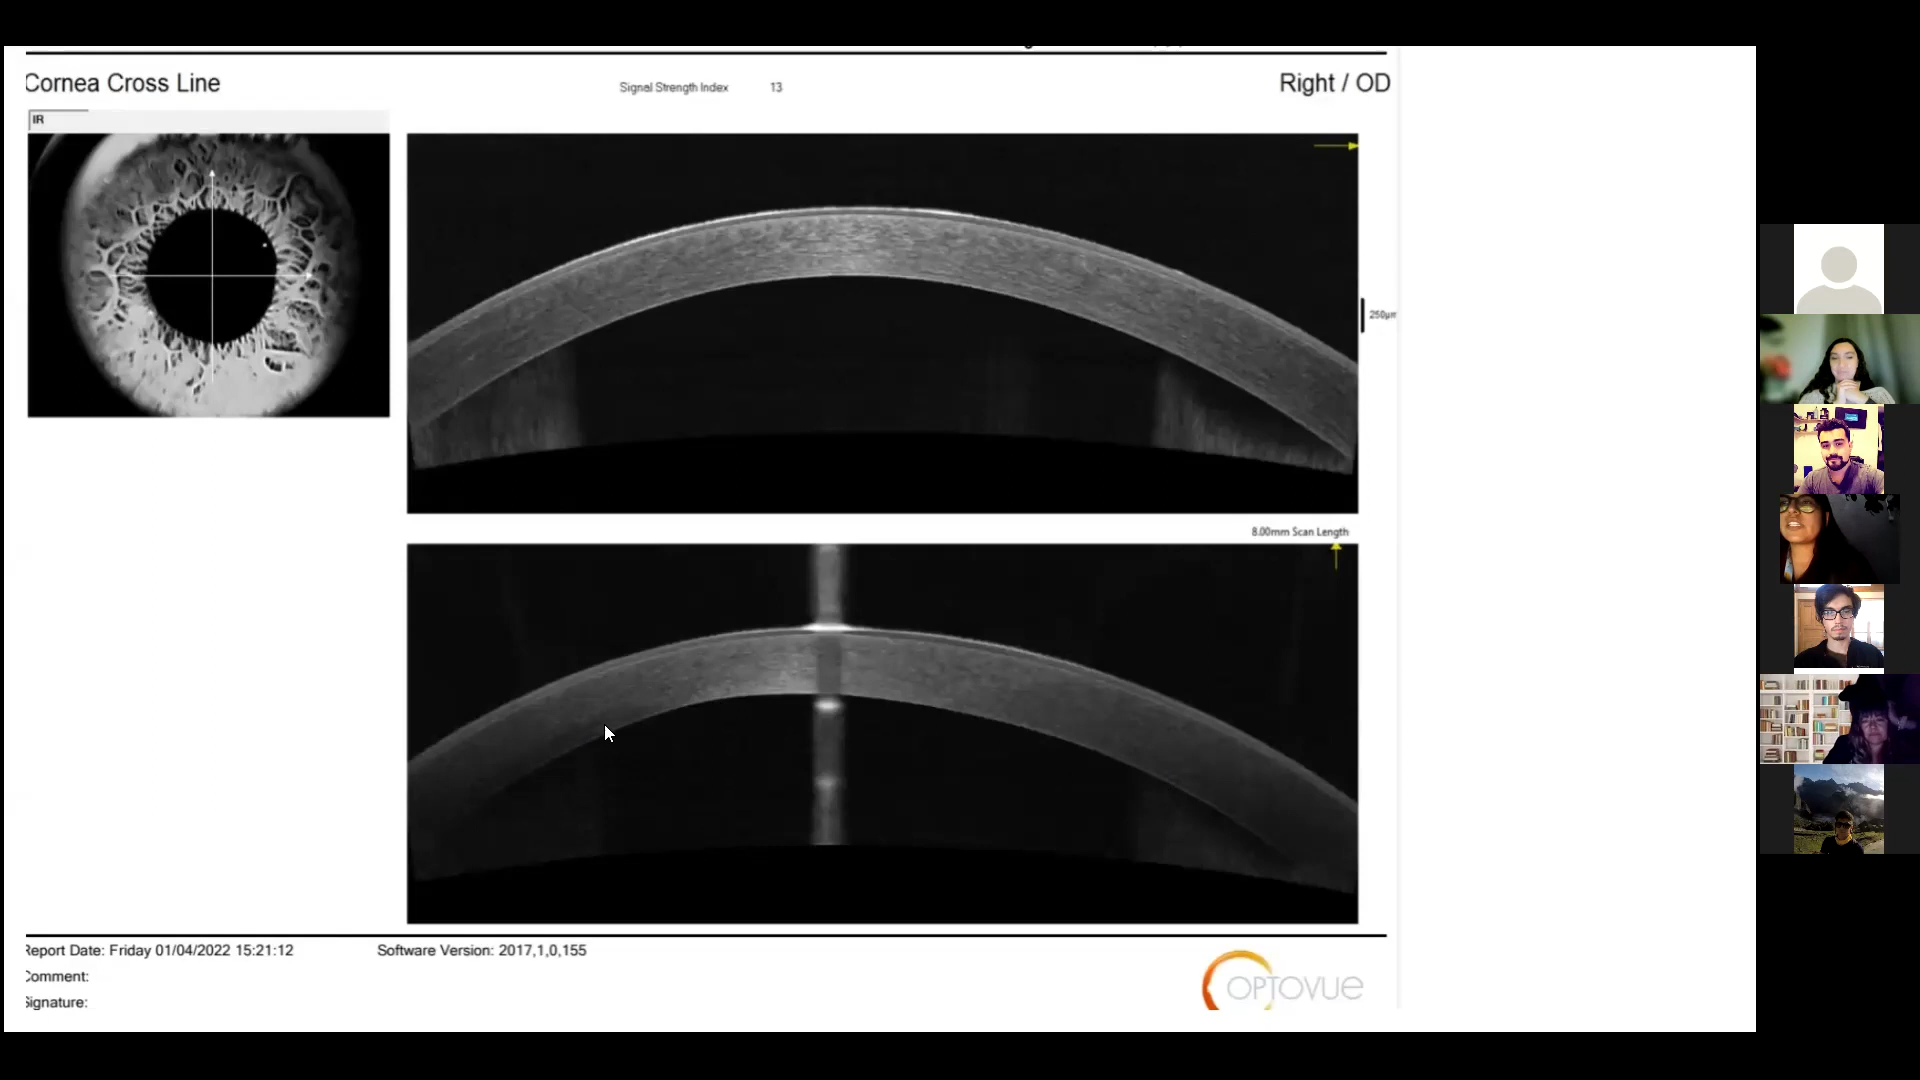 Cornea Cross Line
Signal Strength Index 13
Right / OD
IR
250µm
8.00mm Scan Length
Report Date: Friday 01/04/2022 15:21:12
Software Version: 2017,1,0,155
Comment:
Signature:
OPTOVUE